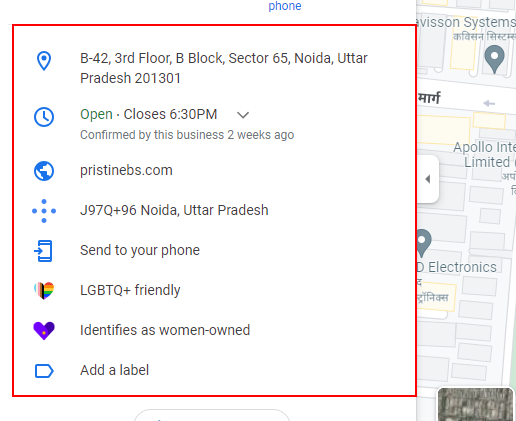 phone
B-42, 3rd Floor, B Block, Sector 65, Noida, Uttar
Pradesh 201301
Open · Closes 6:30PM
Confirmed by this business 2 weeks ago
pristinebs.com
J97Q+96 Noida, Uttar Pradesh
Send to your phone
LGBTQ+ friendly
Identifies as women-owned
Add a label
avisson Systems
कविसन सिस्टम्स
मार्ग
Apollo Inte
Limited (
D Electronics